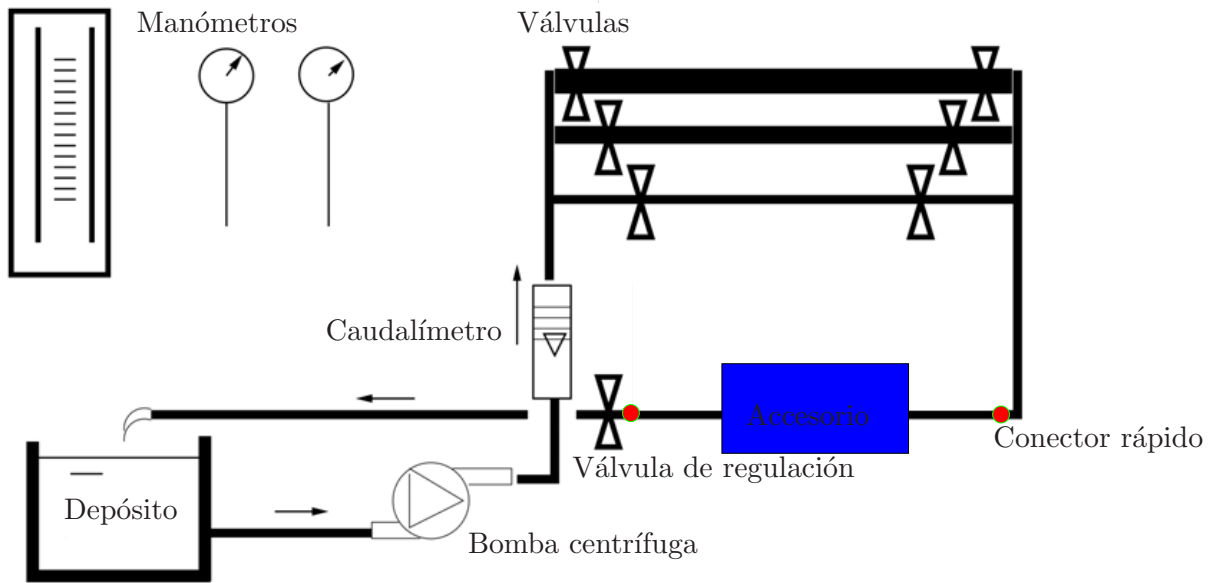 Manómetros
Válvulas
Caudalímetro
Accesorio
Conector rápido
Válvula de regulación
Depósito
Bomba centrífuga